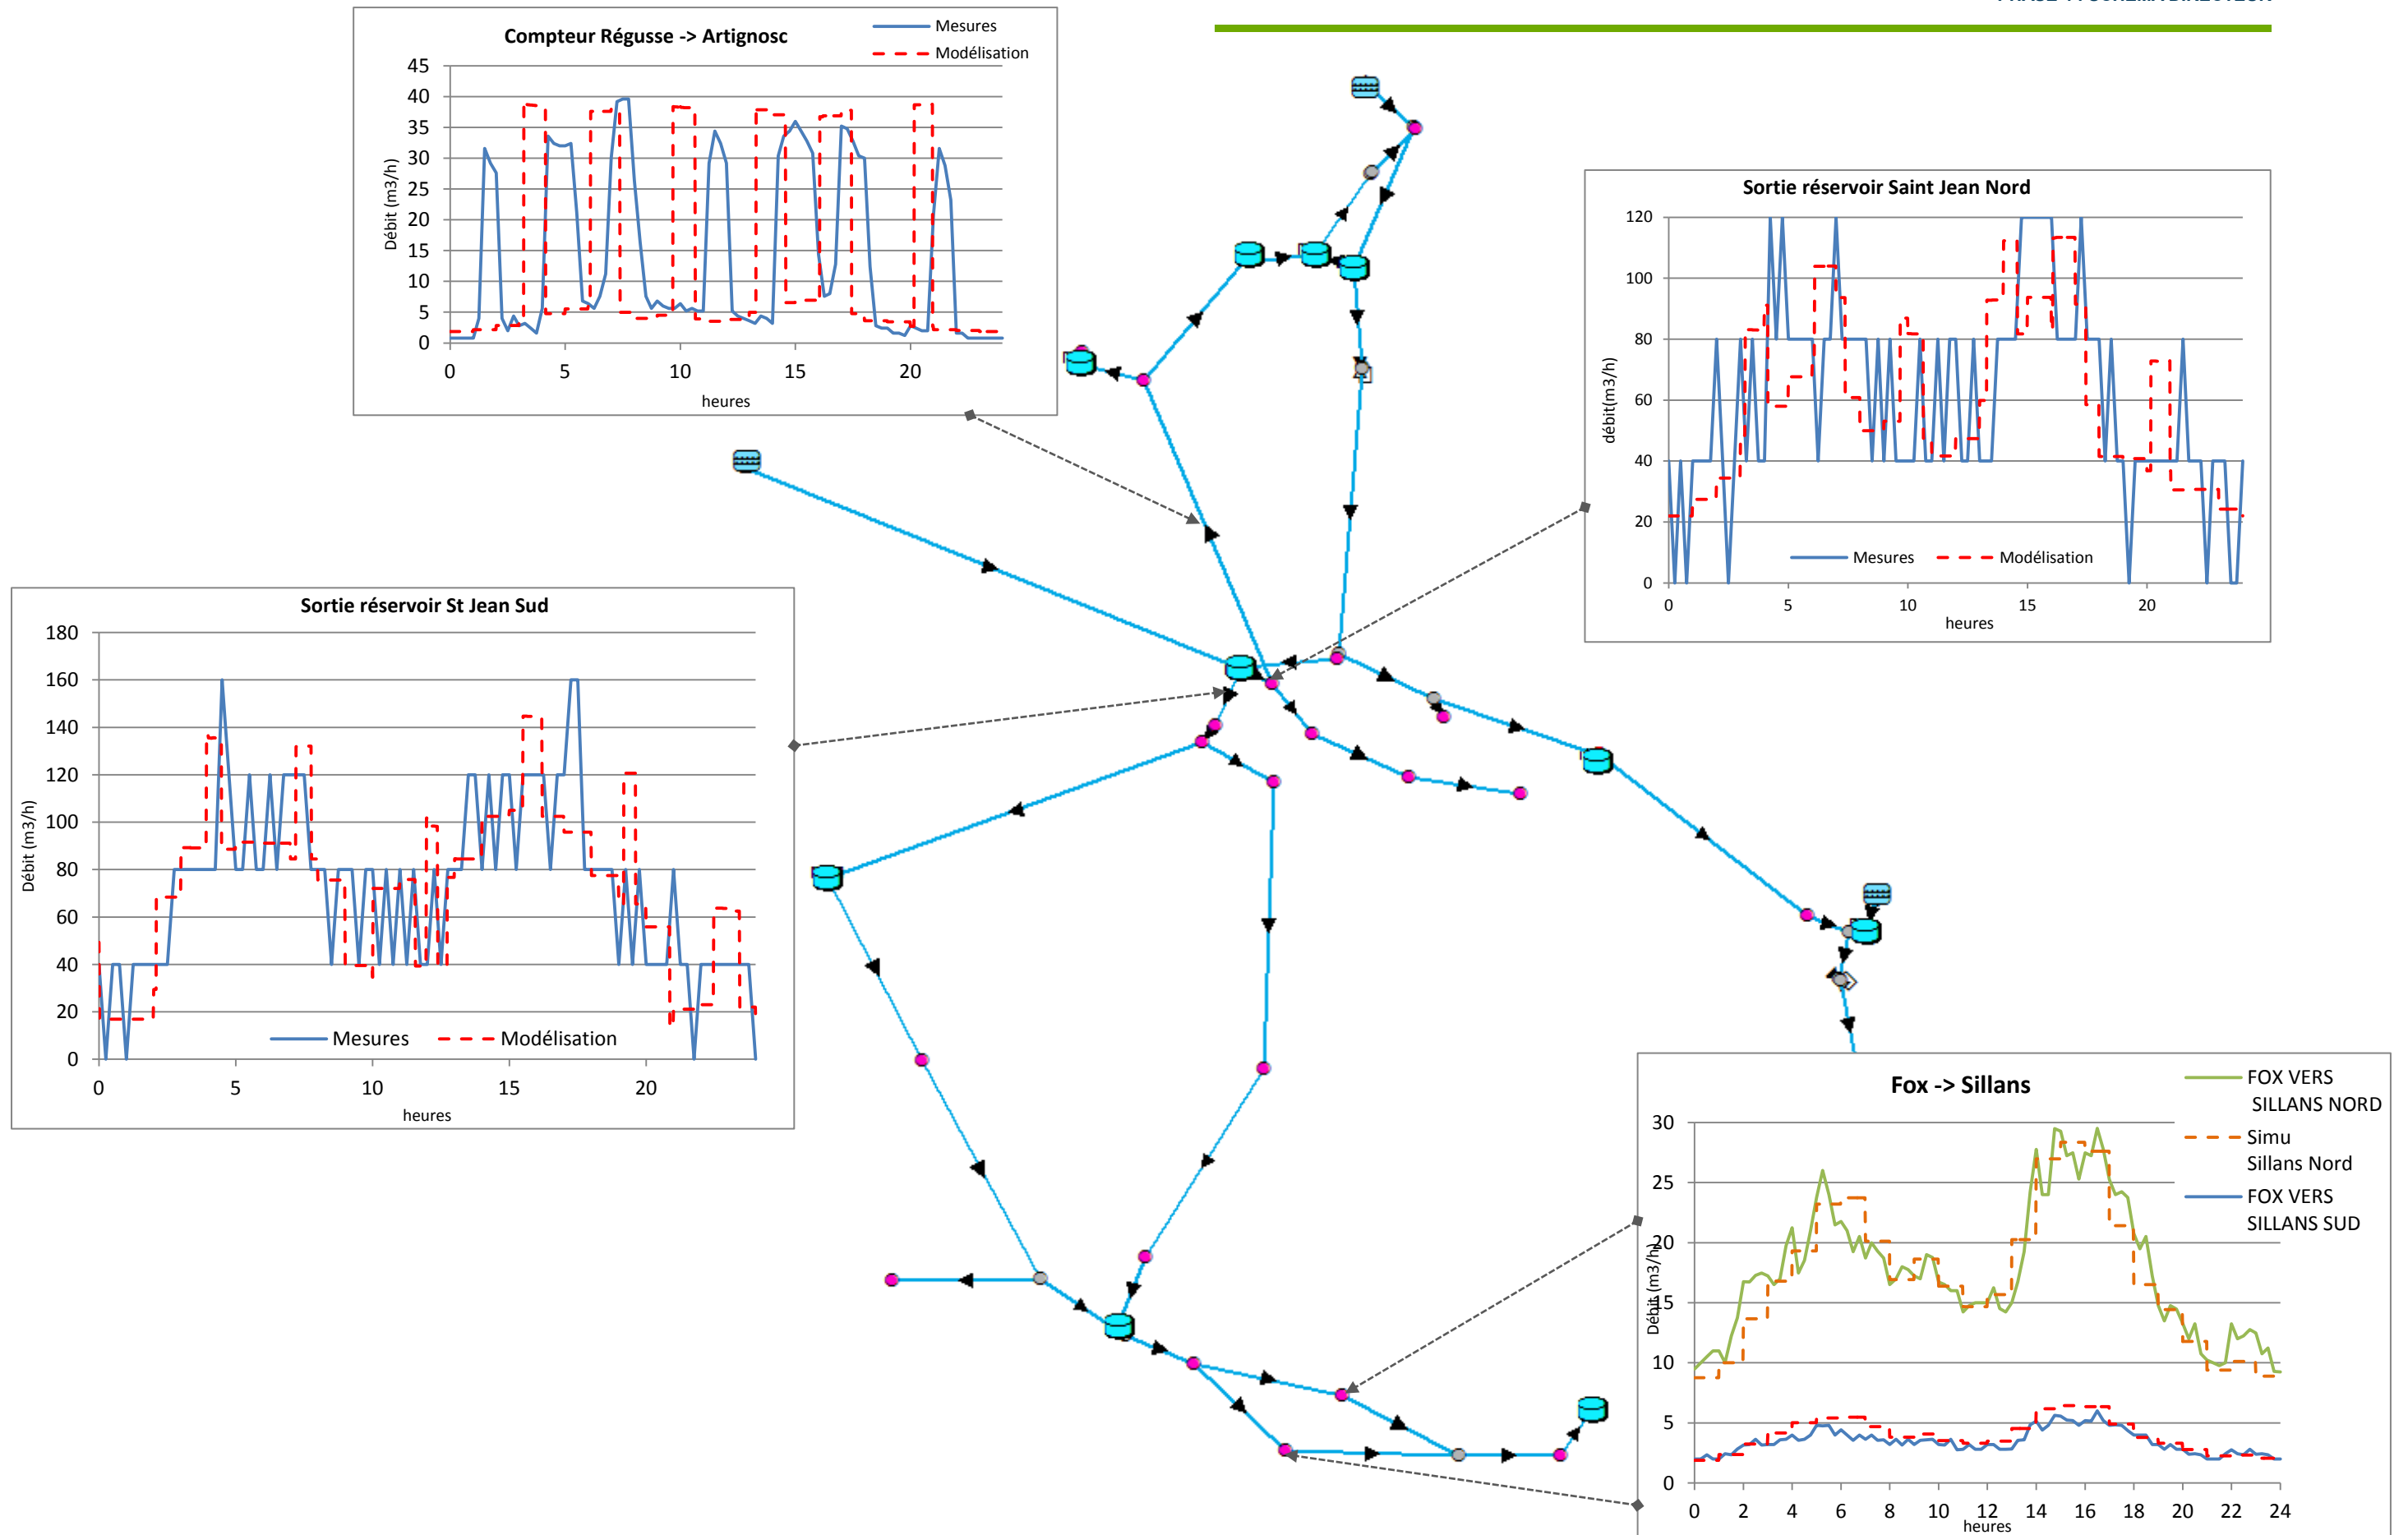 Compteur Régusse -> Artignosc
Mesures
Modélisation
45
40
35
30
25
20
15
10
5
0
Débit (m3/h)
0 5 10 15 20
heures
Sortie réservoir Saint Jean Nord
120
100
80
60
40
20
0
débit(m3/h)
Mesures Modélisation
0 5 10 15 20
heures
Sortie réservoir St Jean Sud
180
160
140
120
100
80
60
40
20
0
Débit (m3/h)
Mesures Modélisation
0 5 10 15 20
heures
Fox -> Sillans
FOX VERS
SILLANS NORD
Simu
Sillans Nord
FOX VERS
SILLANS SUD
30
25
20
15
10
5
0
Débit (m3/h)
0 2 4 6 8 10 12 14 16 18 20 22 24
heures